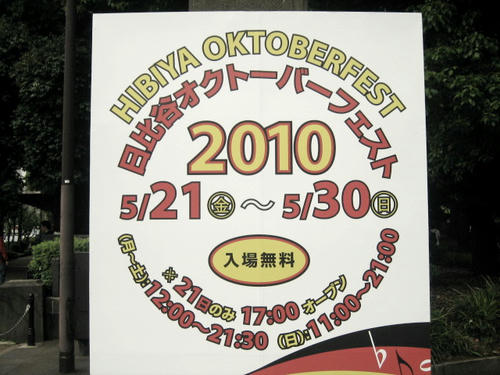 HIBIYA OKTOBERFEST
日比谷オクトーバーフェスト
2010
5/21㊎～5/30㊐
入場無料
(月～土):12:00～21:30 (日):11:00～21:00
※21日のみ 17:00 オープン